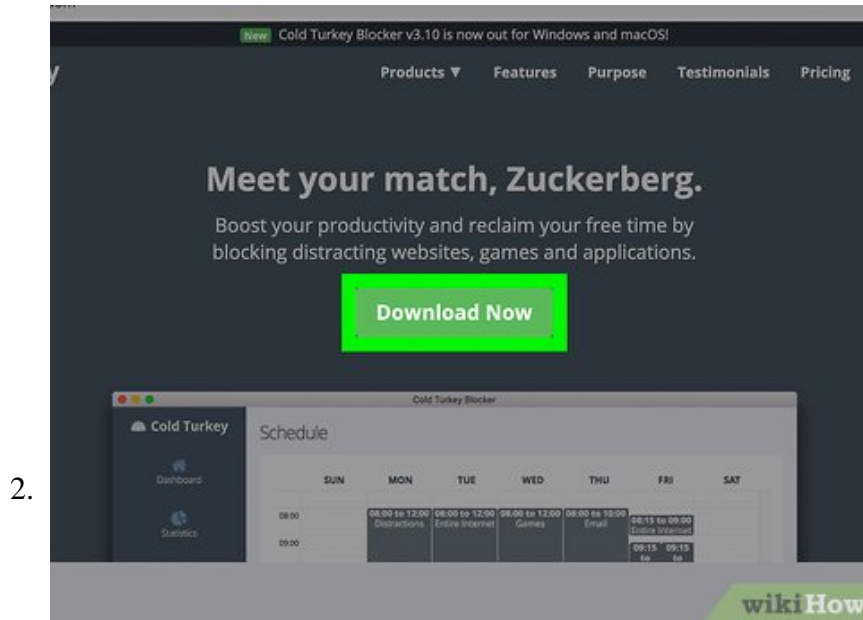 New Cold Turkey Blocker v3.10 is now out for Windows and macOS!
y Products ▼ Features Purpose Testimonials Pricing
Meet your match, Zuckerberg.
Boost your productivity and reclaim your free time by
blocking distracting websites, games and applications.
Download Now
Cold Turkey Blocker
Cold Turkey
Schedule
Dashboard
SUN MON TUE WED THU FRI SAT
2.
Statistics
08:00
08:00 to 12:00 08:00 to 12:00 08:00 to 12:00 08:00 to 10:00 08:15 to 09:00
Distractions Entire Internet Games Email Entire Internet
09:00
09:15 09:15
to to
wikiHow